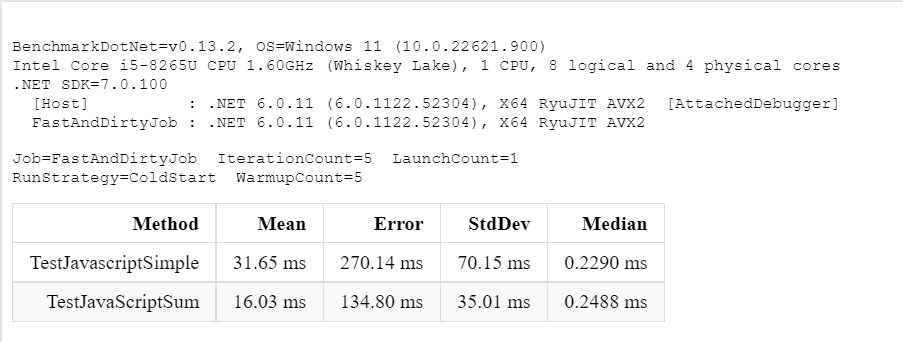 BenchmarkDotNet=v0.13.2, OS=Windows 11 (10.0.22621.900)
Intel Core i5-8265U CPU 1.60GHz (Whiskey Lake), 1 CPU, 8 logical and 4 physical cores
.NET SDK=7.0.100
[Host] : .NET 6.0.11 (6.0.1122.52304), X64 RyuJIT AVX2 [AttachedDebugger]
FastAndDirtyJob : .NET 6.0.11 (6.0.1122.52304), X64 RyuJIT AVX2
Job=FastAndDirtyJob IterationCount=5 LaunchCount=1
RunStrategy=ColdStart WarmupCount=5
Method Mean Error StdDev Median
TestJavascriptSimple 31.65 ms 270.14 ms 70.15 ms 0.2290 ms
TestJavaScriptSum 16.03 ms 134.80 ms 35.01 ms 0.2488 ms